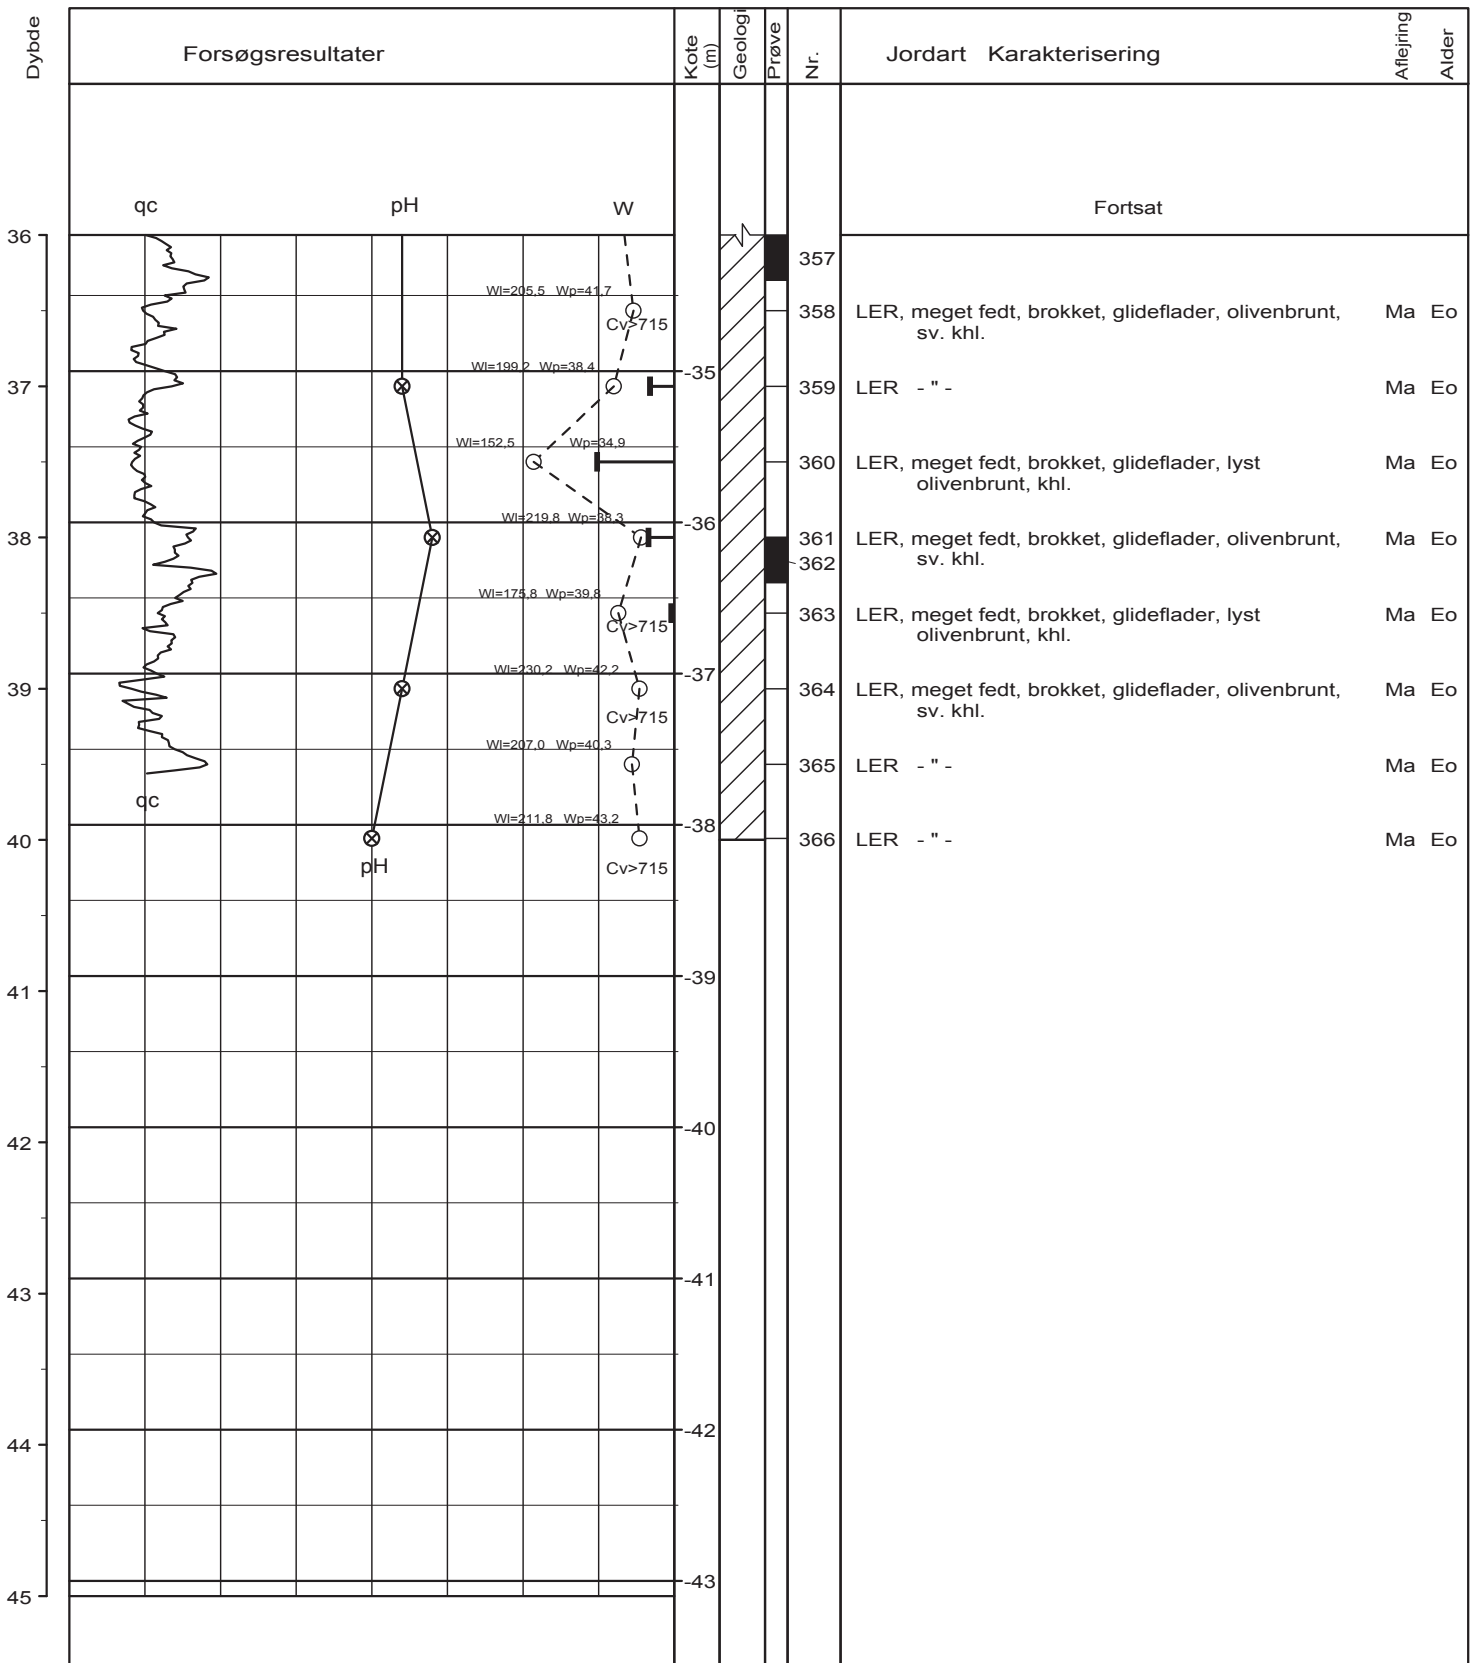 Dybde
Forsøgsresultater
Kote
(m)
Geologi
Prøve
Nr.
Jordart Karakterisering
Aflejring
Alder
qc pH W
Fortsat
36
357
Wl=205,5 Wp=41,7
358 LER, meget fedt, brokket, glideflader, olivenbrunt, Ma Eo
sv. khl.
Cv>715
Wl=199,2 Wp=38,4
-35
37
359 LER - " - Ma Eo
Wl=152,5 Wp=34,9
360 LER, meget fedt, brokket, glideflader, lyst Ma Eo
olivenbrunt, khl.
Wl=219,8 Wp=38,3
-36
38
361 LER, meget fedt, brokket, glideflader, olivenbrunt, Ma Eo
sv. khl.
362
Wl=175,8 Wp=39,8
363 LER, meget fedt, brokket, glideflader, lyst Ma Eo
olivenbrunt, khl.
Cv>715
Wl=230,2 Wp=42,2
-37
39
364 LER, meget fedt, brokket, glideflader, olivenbrunt, Ma Eo
sv. khl.
Cv>715
Wl=207,0 Wp=40,3
365 LER - " - Ma Eo
qc
Wl=211,8 Wp=43,2
-38
40
366 LER - " - Ma Eo
pH
Cv>715
-39
41
-40
42
-41
43
-42
44
-43
45